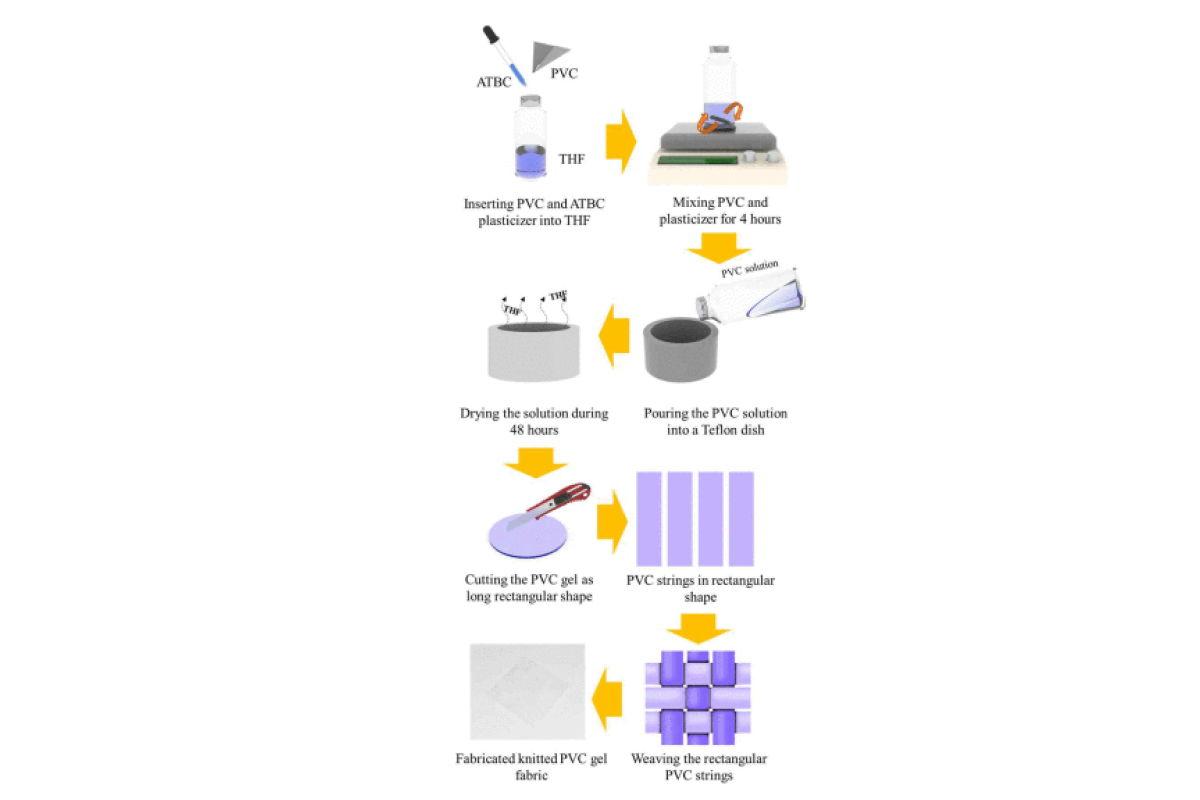 ATBC
PVC
THF
Inserting PVC and ATBC
plasticizer into THF
Mixing PVC and
plasticizer for 4 hours
PVC solution
Pouring the PVC solution
into a Teflon dish
THF
THF
Drying the solution during
48 hours
Cutting the PVC gel as
long rectangular shape
PVC strings in rectangular
shape
Weaving the rectangular
PVC strings
Fabricated knitted PVC gel
fabric